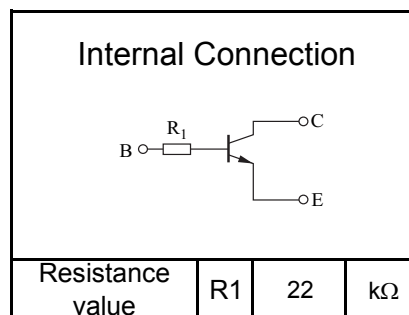 Internal Connection
R1
C
B
E
Resistance value R1 22 kΩ